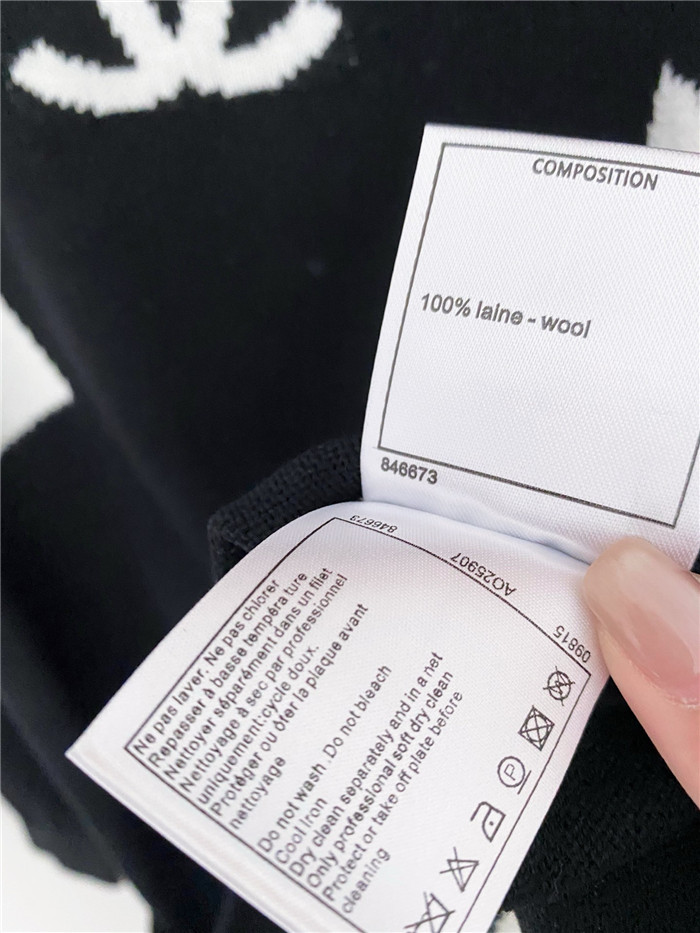 COMPOSITION
100% laine - wool
846673
846673
AO25907
09815
Ne pas laver. Ne pas chlorer
Repasser à basse température
Nettoyer séparément dans un filet
Nettoyage à sec par professionnel
uniquement:cycle doux.
Protéger ou ôter la plaque avant
nettoyage
Do not wash. Do not bleach
Cool Iron
Dry clean separately and in a net
Only professional soft dry clean
Protect or take off plate before
cleaning
P